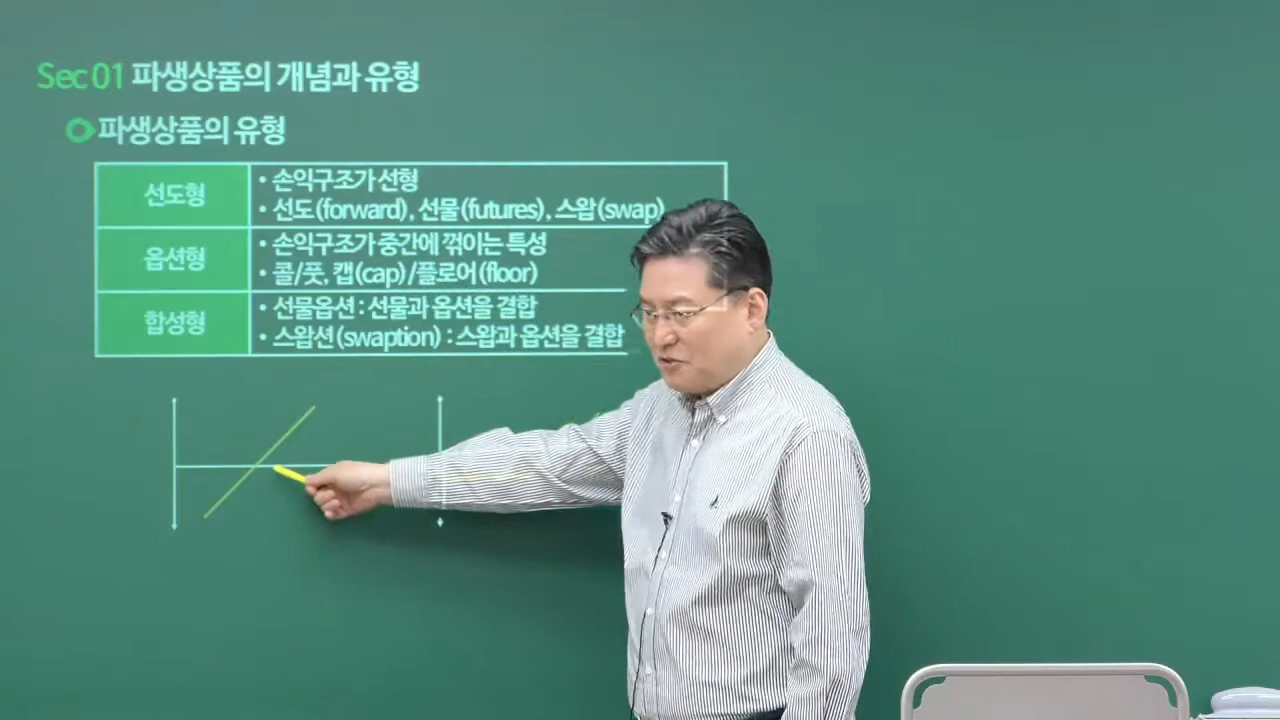 Sec 01 파생상품의 개념과 유형
파생상품의 유형
선도형
• 손익구조가 선형
• 선도(forward), 선물(futures), 스왑(swap)
옵션형
• 손익구조가 중간에 꺾이는 특성
• 콜/풋, 캡(cap)/플로어(floor)
합성형
• 선물옵션 : 선물과 옵션을 결합
• 스왑션(swaption) : 스왑과 옵션을 결합